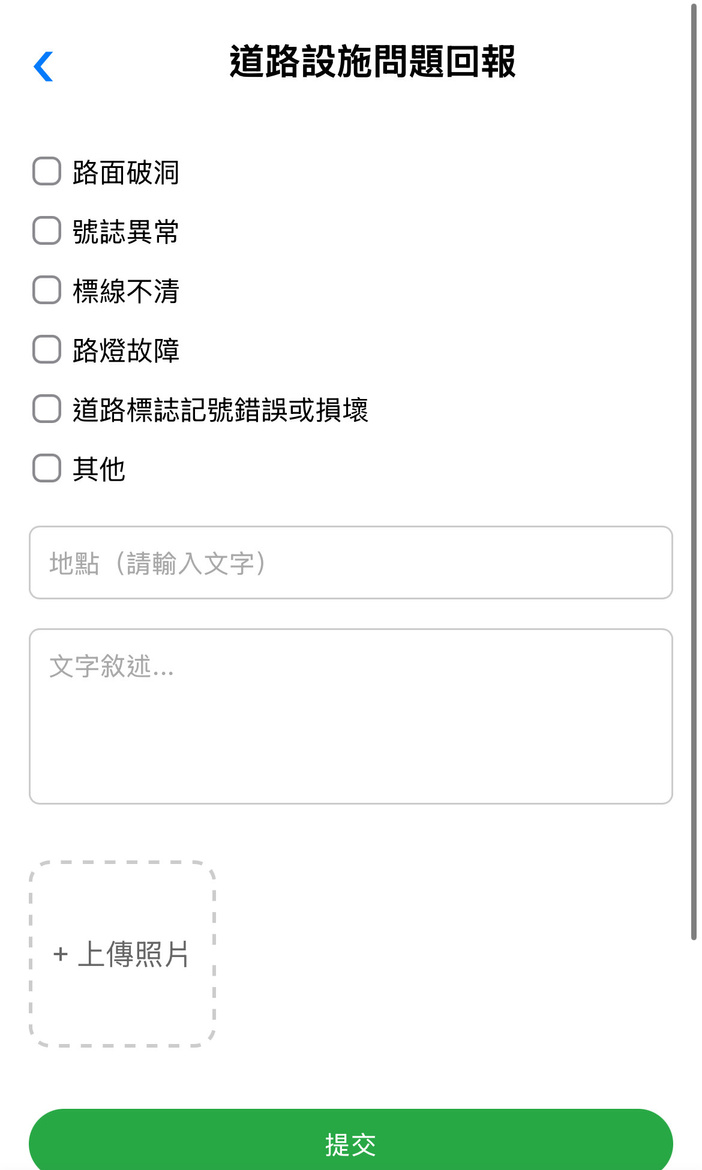 道路設施問題回報
路面破洞
號誌異常
標線不清
路燈故障
道路標誌記號錯誤或損壞
其他
地點（請輸入文字）
文字敘述...
+ 上傳照片
提交